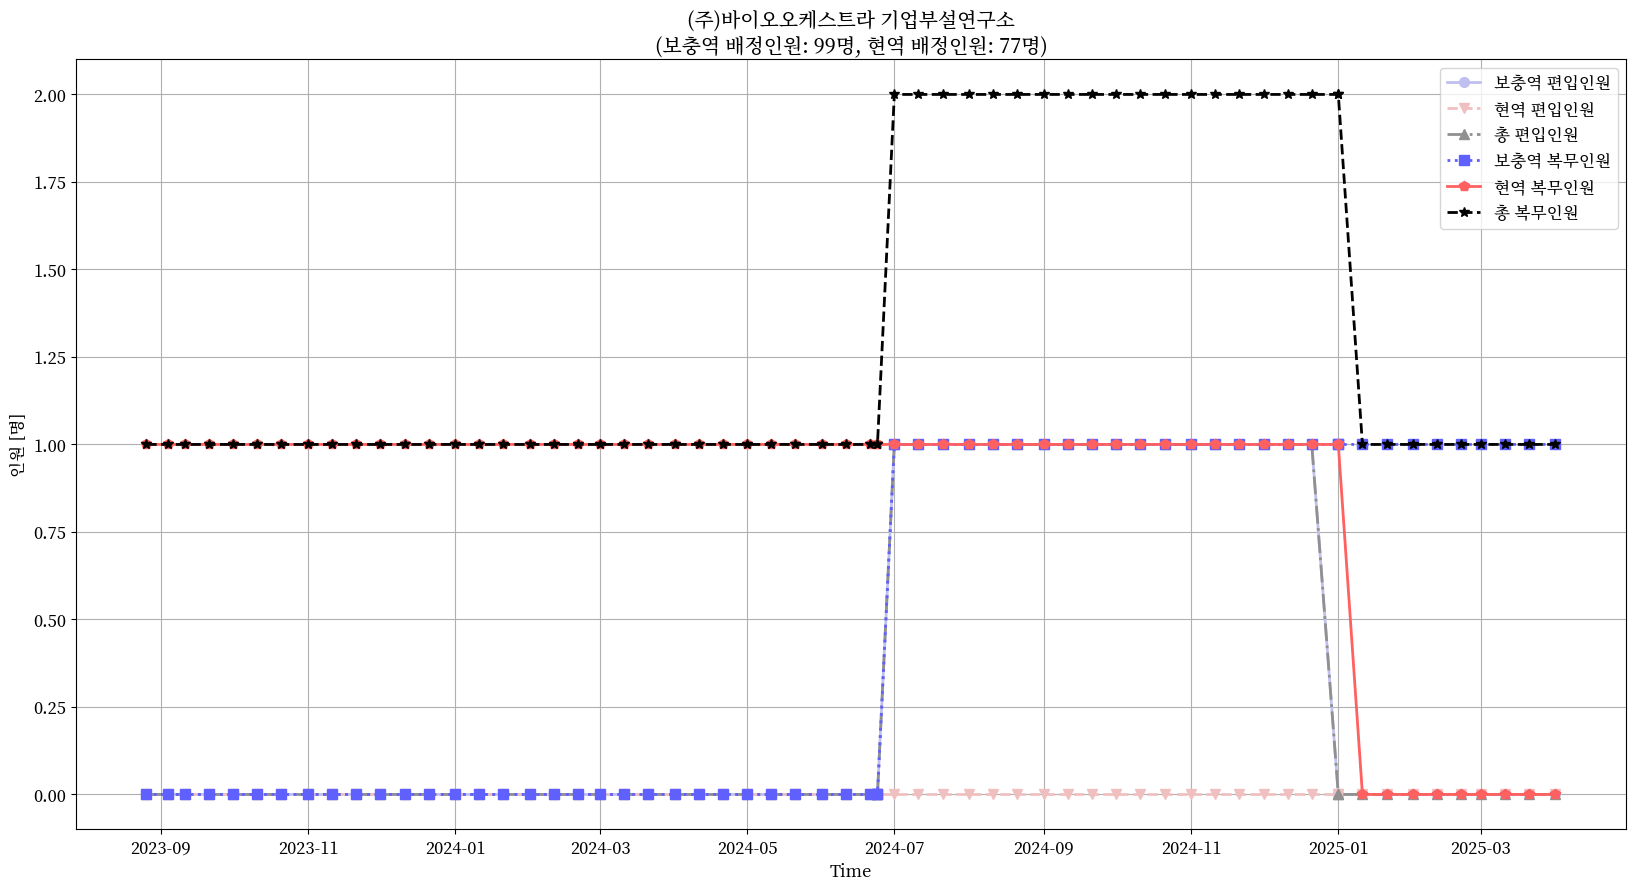 (주)바이오오케스트라 기업부설연구소
(보충역 배정인원: 99명, 현역 배정인원: 77명)
보충역 편입인원
현역 편입인원
총 편입인원
보충역 복무인원
현역 복무인원
총 복무인원
인원 [명]
2.00
1.75
1.50
1.25
1.00
0.75
0.50
0.25
0.00
2023-09 2023-11 2024-01 2024-03 2024-05 2024-07 2024-09 2024-11 2025-01 2025-03
Time